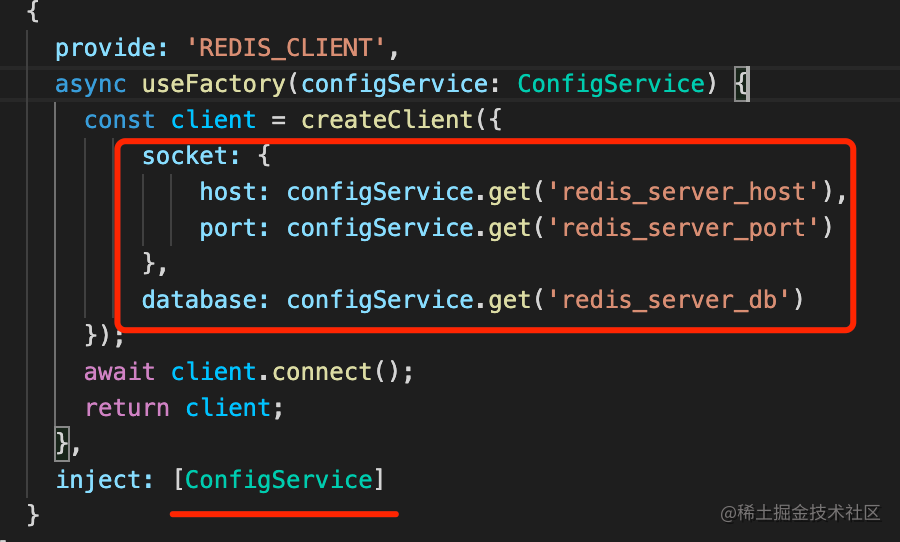 {
  provide: 'REDIS_CLIENT',
  async useFactory(configService: ConfigService) {
    const client = createClient({
        socket: {
            host: configService.get('redis_server_host'),
            port: configService.get('redis_server_port')
        },
        database: configService.get('redis_server_db')
    });
    await client.connect();
    return client;
  },
  inject: [ConfigService]
}
@稀土掘金技术社区